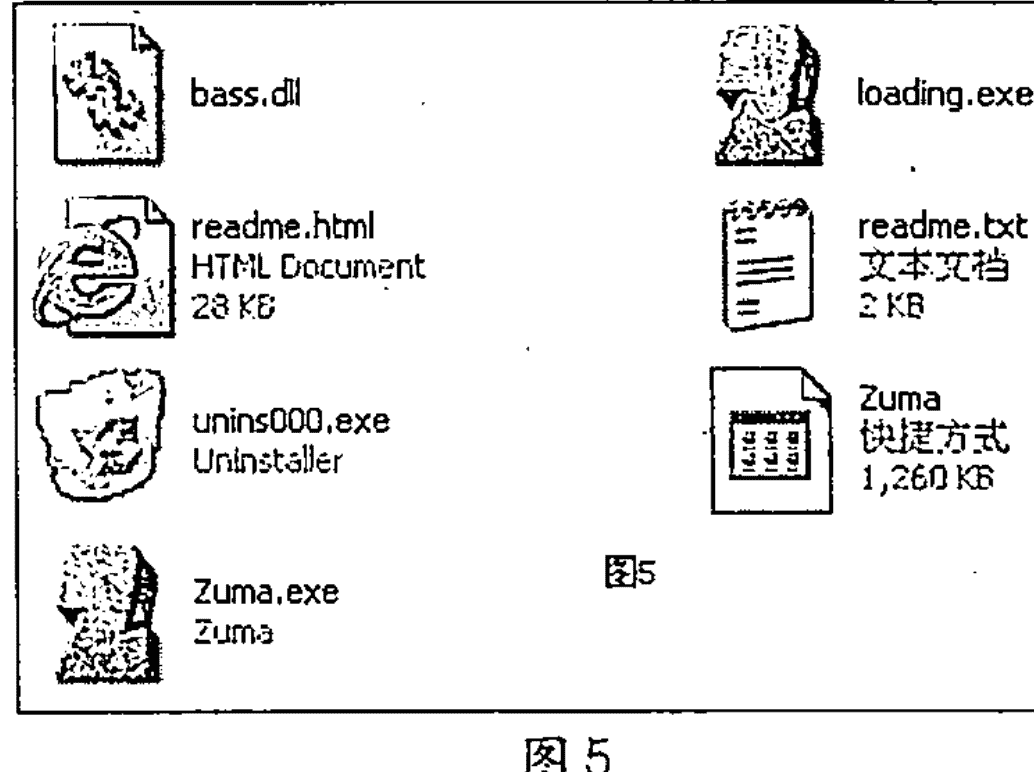 bass.dll
loading.exe
readme.html
HTML Document
28 KB
readme.txt
文本文档
2 KB
unins000.exe
Uninstaller
Zuma
快捷方式
1,260 KB
Zuma.exe
Zuma
图5
图 5